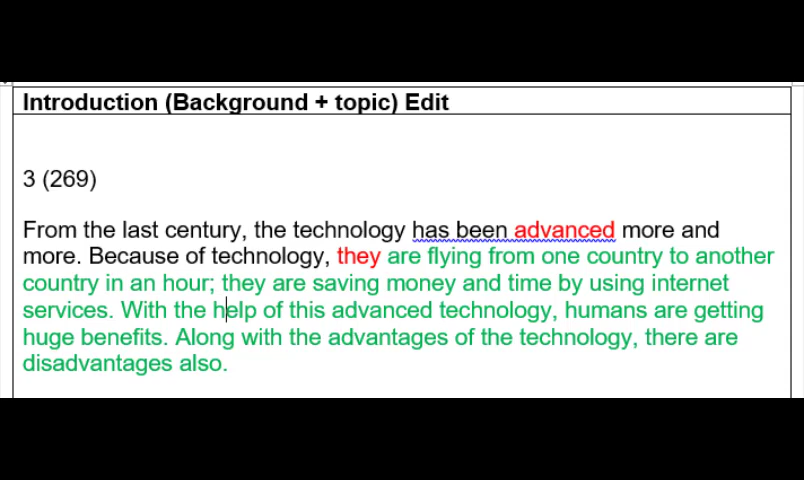 Introduction (Background + topic) Edit
3 (269)
From the last century, the technology has been advanced more and
more. Because of technology, they are flying from one country to another
country in an hour; they are saving money and time by using internet
services. With the help of this advanced technology, humans are getting
huge benefits. Along with the advantages of the technology, there are
disadvantages also.